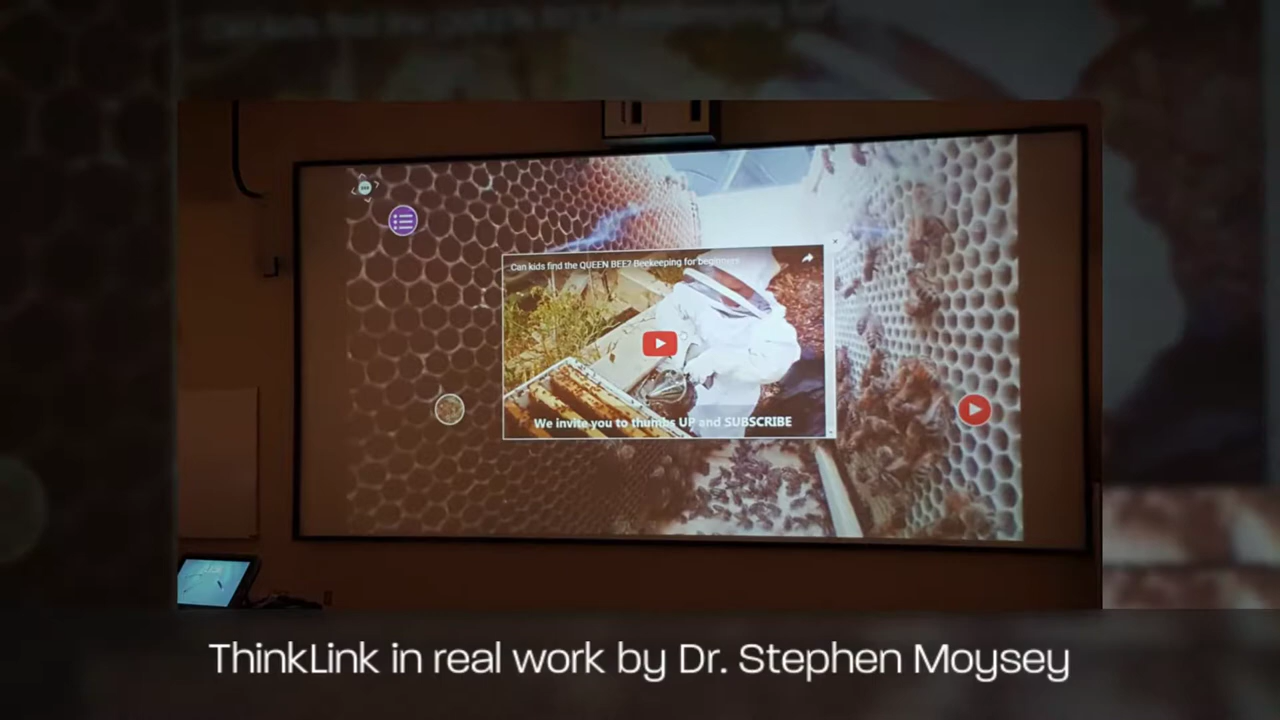 Can kids find the QUEEN BEE? Beekeeping for beginners
We invite you to thumbs UP and SUBSCRIBE
ThinkLink in real work by Dr. Stephen Moysey